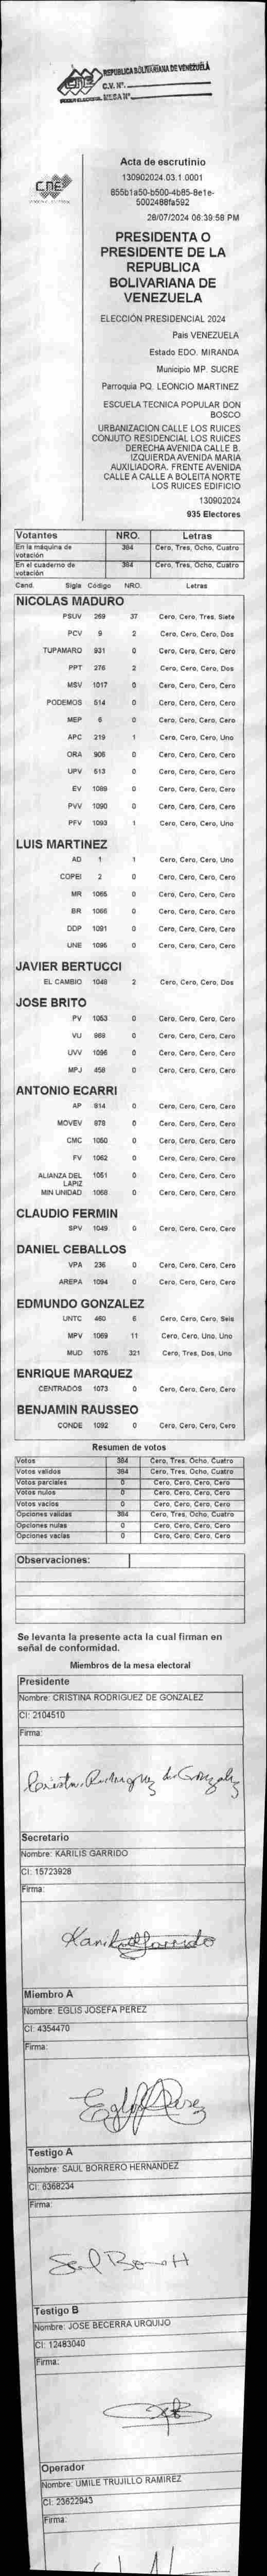 REPUBLICA BOLIVARIANA DE VENEZUELA
CNE C.V. Nº.
PODER ELECTORAL MESA Nº.
CNE
Acta de escrutinio
130902024.03.1.0001
855b1a50-b500-4b85-8e1e-
5002486fa592
28/07/2024 06:39:58 PM
PRESIDENTA O
PRESIDENTE DE LA
REPUBLICA
BOLIVARIANA DE
VENEZUELA
ELECCIÓN PRESIDENCIAL 2024
Pais VENEZUELA
Estado EDO. MIRANDA
Municipio MP. SUCRE
Parroquia PQ. LEONCIO MARTINEZ
ESCUELA TECNICA POPULAR DON
BOSCO
URBANIZACION CALLE LOS RUICES
CONJUTO RESIDENCIAL LOS RUICES
DERECHA AVENIDA CALLE B.
IZQUIERDA AVENIDA MARIA
AUXILIADORA. FRENTE AVENIDA
CALLE A CALLE A BOLEITA NORTE
LOS RUICES EDIFICIO
130902024
935 Electores
Votantes NRO. Letras
En la máquina de votación 384 Cero, Tres, Ocho, Cuatro
En el cuaderno de votación 384 Cero, Tres, Ocho, Cuatro
Cand. Sigla Código NRO. Letras
NICOLAS MADURO
PSUV 269 37 Cero, Cero, Tres, Siete
PCV 9 2 Cero, Cero, Cero, Dos
TUPAMARO 931 0 Cero, Cero, Cero, Cero
PPT 276 2 Cero, Cero, Cero, Dos
MSV 1017 0 Cero, Cero, Cero, Cero
PODEMOS 514 0 Cero, Cero, Cero, Cero
MEP 6 0 Cero, Cero, Cero, Cero
APC 219 1 Cero, Cero, Cero, Uno
ORA 906 0 Cero, Cero, Cero, Cero
UPV 613 0 Cero, Cero, Cero, Cero
EV 1089 0 Cero, Cero, Cero, Cero
PVV 1090 0 Cero, Cero, Cero, Cero
PFV 1093 1 Cero, Cero, Cero, Uno
LUIS MARTINEZ
AD 1 1 Cero, Cero, Cero, Uno
COPEI 2 0 Cero, Cero, Cero, Cero
MR 1065 0 Cero, Cero, Cero, Cero
BR 1066 0 Cero, Cero, Cero, Cero
DDP 1091 0 Cero, Cero, Cero, Cero
UNE 1095 0 Cero, Cero, Cero, Cero
JAVIER BERTUCCI
EL CAMBIO 1048 2 Cero, Cero, Cero, Dos
JOSE BRITO
PV 1053 0 Cero, Cero, Cero, Cero
VU 968 0 Cero, Cero, Cero, Cero
UVV 1096 0 Cero, Cero, Cero, Cero
MPJ 458 0 Cero, Cero, Cero, Cero
ANTONIO ECARRI
AP 914 0 Cero, Cero, Cero, Cero
MOVEV 978 0 Cero, Cero, Cero, Cero
CMC 1050 0 Cero, Cero, Cero, Cero
FV 1062 0 Cero, Cero, Cero, Cero
ALIANZA DEL LAPIZ 1051 0 Cero, Cero, Cero, Cero
MIN UNIDAD 1068 0 Cero, Cero, Cero, Cero
CLAUDIO FERMIN
SPV 1049 0 Cero, Cero, Cero, Cero
DANIEL CEBALLOS
VPA 236 0 Cero, Cero, Cero, Cero
AREPA 1094 0 Cero, Cero, Cero, Cero
EDMUNDO GONZALEZ
UNTC 460 6 Cero, Cero, Cero, Seis
MPV 1069 11 Cero, Cero, Uno, Uno
MUD 1075 321 Cero, Tres, Dos, Uno
ENRIQUE MARQUEZ
CENTRADOS 1073 0 Cero, Cero, Cero, Cero
BENJAMIN RAUSSEO
CONDE 1092 0 Cero, Cero, Cero, Cero
Resumen de votos
Votos 384 Cero, Tres, Ocho, Cuatro
Votos validos 384 Cero, Tres, Ocho, Cuatro
Votos parciales 0 Cero, Cero, Cero, Cero
Votos nulos 0 Cero, Cero, Cero, Cero
Votos vacios 0 Cero, Cero, Cero, Cero
Opciones validas 384 Cero, Tres, Ocho, Cuatro
Opciones nulas 0 Cero, Cero, Cero, Cero
Opciones vacias 0 Cero, Cero, Cero, Cero
Observaciones:
Se levanta la presente acta la cual firman en
señal de conformidad.
Miembros de la mesa electoral
Presidente
Nombre: CRISTINA RODRIGUEZ DE GONZALEZ
CI: 2104510
Firma:
Cristina Rodriguez de Gonzalez
Secretario
Nombre: KARILIS GARRIDO
CI: 15723928
Firma:
Karilis Garrido
Miembro A
Nombre: EGLIS JOSEFA PEREZ
CI: 4354470
Firma:
Testigo A
Nombre: SAUL BORRERO HERNANDEZ
CI: 6368234
Firma:
Testigo B
Nombre: JOSE BECERRA URQUIJO
CI: 12483040
Firma:
Operador
Nombre: UMILE TRUJILLO RAMIREZ
CI: 23622943
Firma: